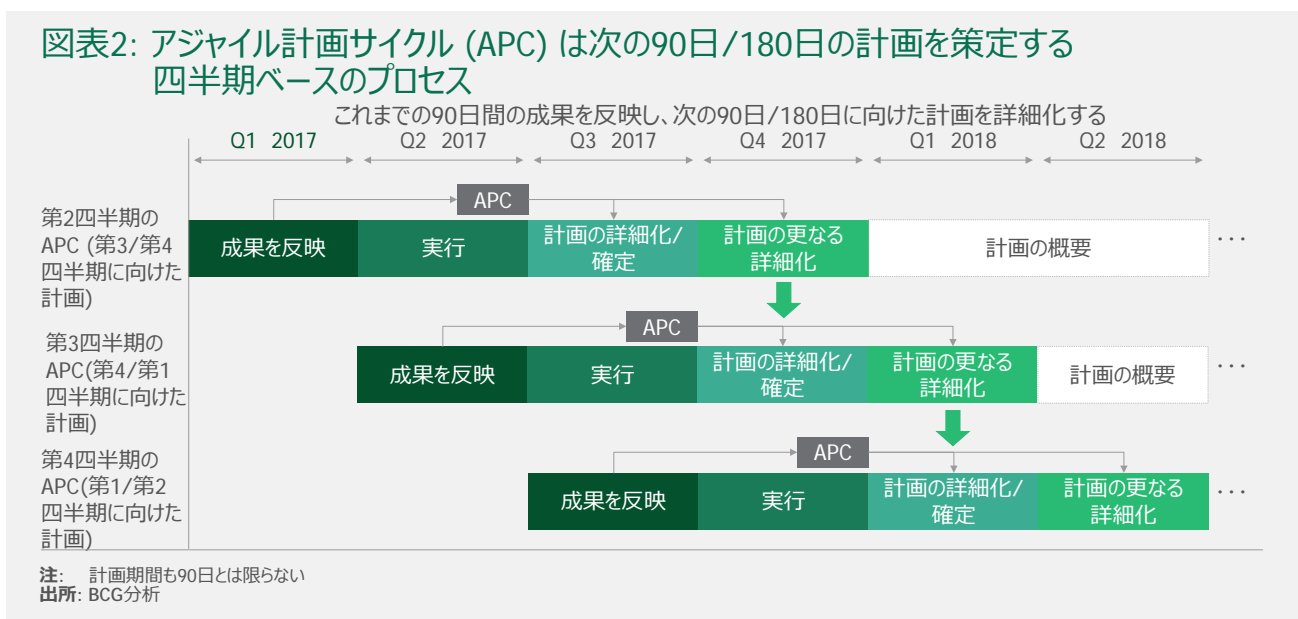 図表2: アジャイル計画サイクル (APC) は次の90日/180日の計画を策定する
四半期ベースのプロセス
これまでの90日間の成果を反映し、次の90日/180日に向けた計画を詳細化する
Q1 2017
Q2 2017
Q3 2017
Q4 2017
Q1 2018
Q2 2018
第2四半期の
APC (第3/第4
四半期に向けた
計画)
APC
成果を反映
実行
計画の詳細化/
確定
計画の更なる
詳細化
計画の概要
...
第3四半期の
APC(第4/第1
四半期に向けた
計画)
APC
成果を反映
実行
計画の詳細化/
確定
計画の更なる
詳細化
計画の概要
...
第4四半期の
APC(第1/第2
四半期に向けた
計画)
APC
成果を反映
実行
計画の詳細化/
確定
計画の更なる
詳細化
...
注: 計画期間も90日とは限らない
出所: BCG分析